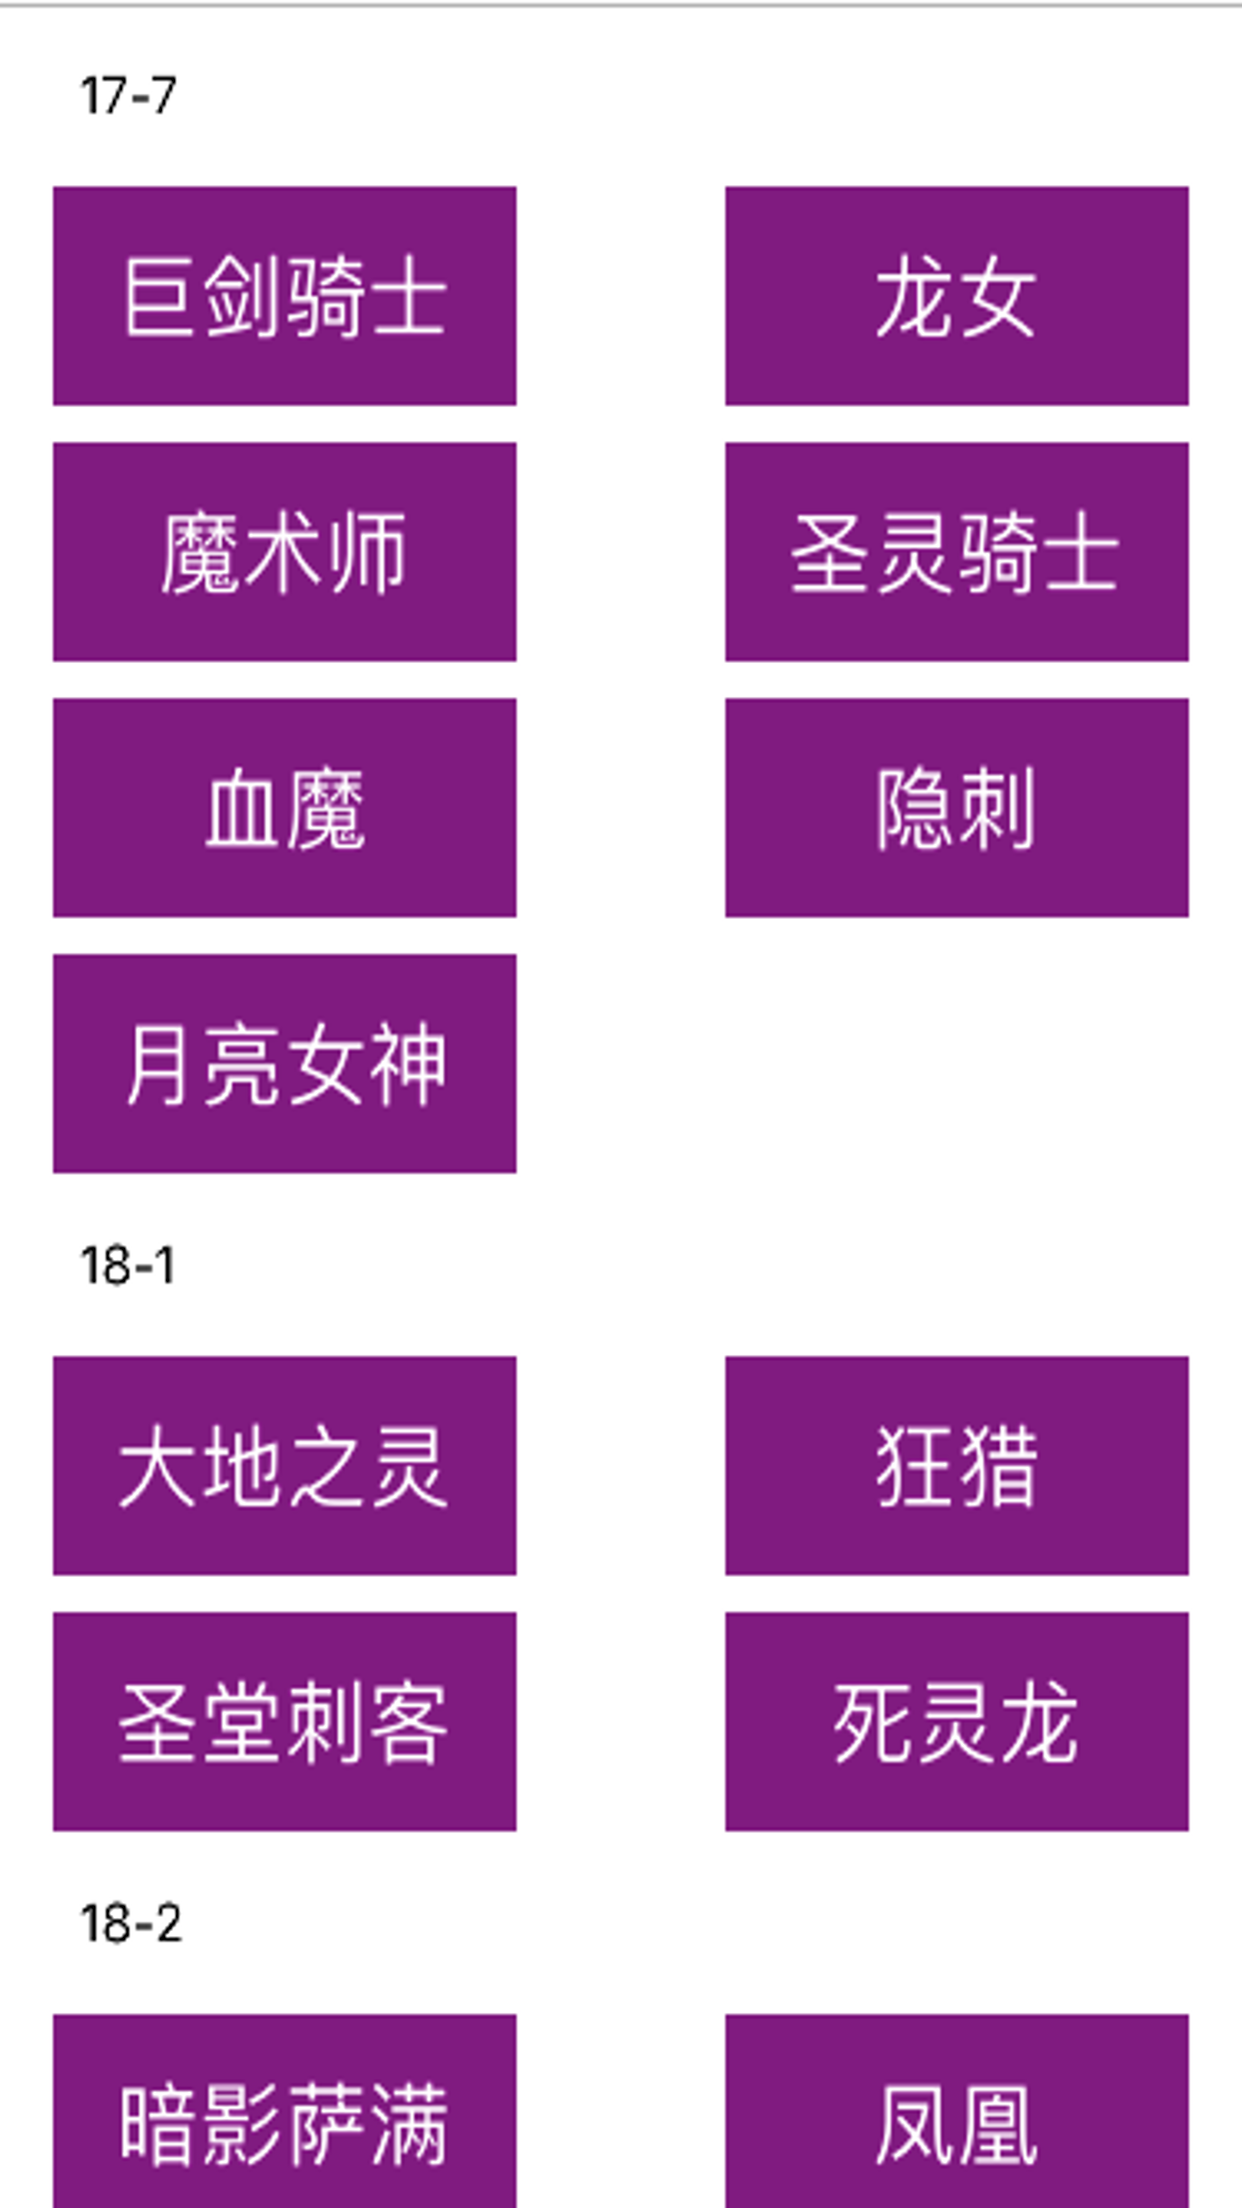 17-7
巨剑骑士
龙女
魔术师
圣灵骑士
血魔
隐刺
月亮女神
18-1
大地之灵
狂猎
圣堂刺客
死灵龙
18-2
暗影萨满
凤凰